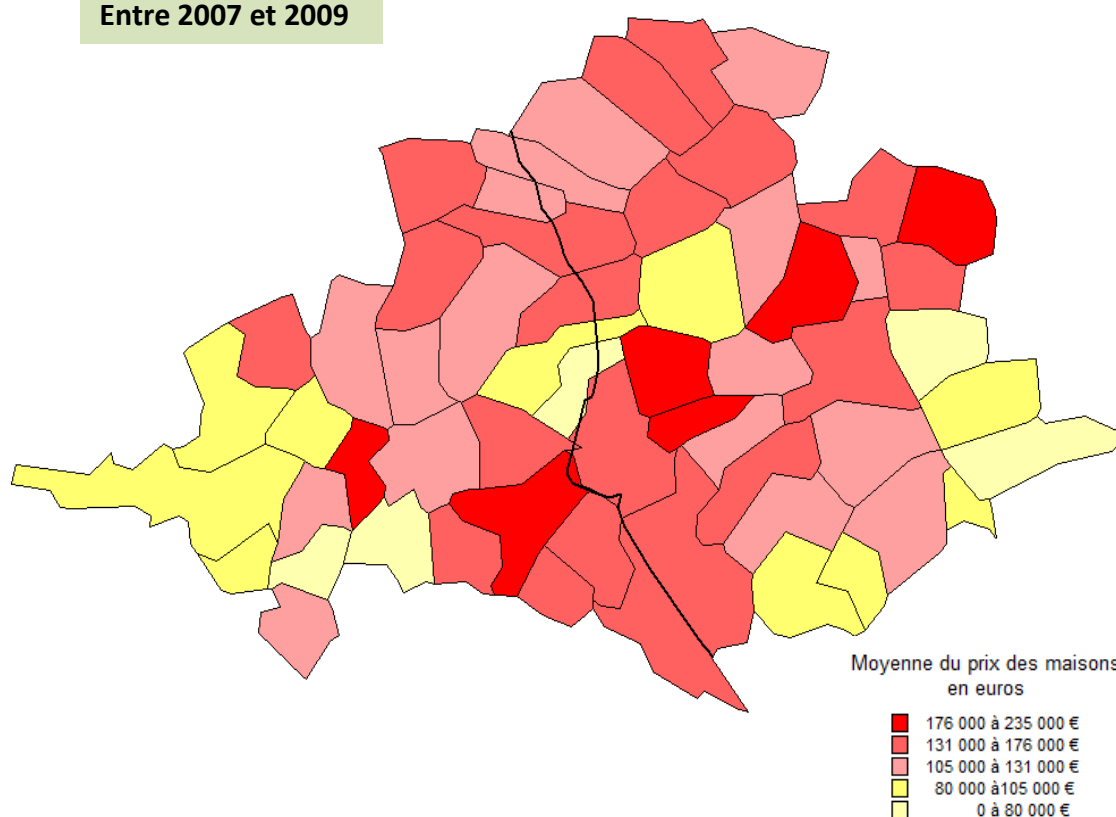 Entre 2007 et 2009
Moyenne du prix des maisons
en euros
176 000 à 235 000 €
131 000 à 176 000 €
105 000 à 131 000 €
80 000 à105 000 €
0 à 80 000 €